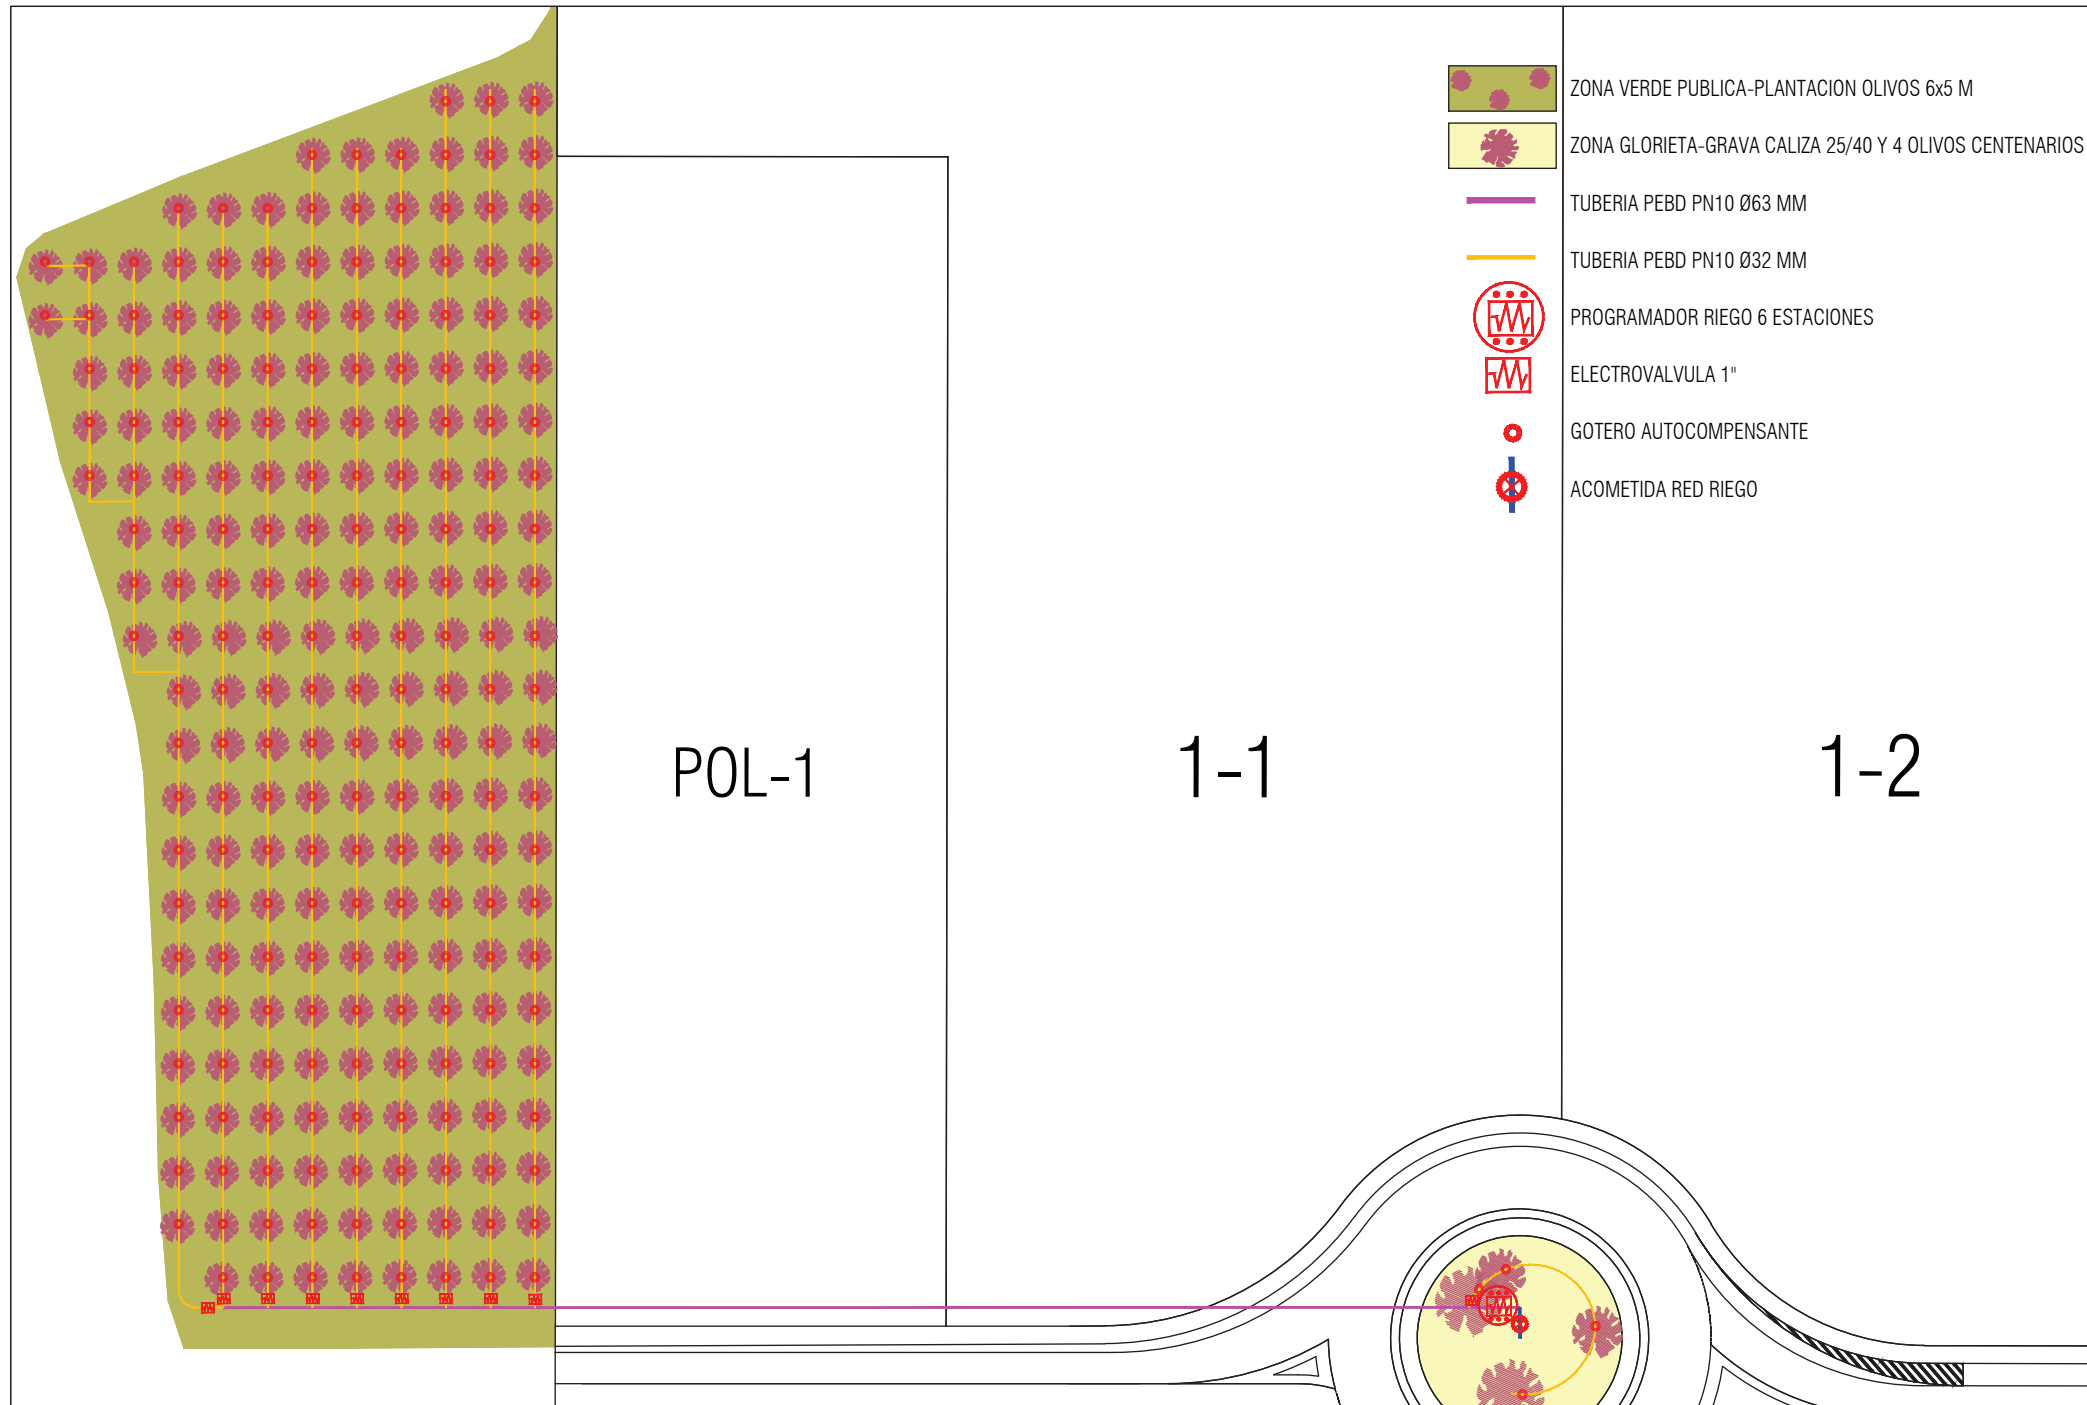 ZONA VERDE PUBLICA-PLANTACION OLIVOS 6x5 M
ZONA GLORIETA-GRAVA CALIZA 25/40 Y 4 OLIVOS CENTENARIOS
TUBERIA PEBD PN10 Ø63 MM
TUBERIA PEBD PN10 Ø32 MM
PROGRAMADOR RIEGO 6 ESTACIONES
ELECTROVALVULA 1"
GOTERO AUTOCOMPENSANTE
ACOMETIDA RED RIEGO
POL-1
1-1
1-2